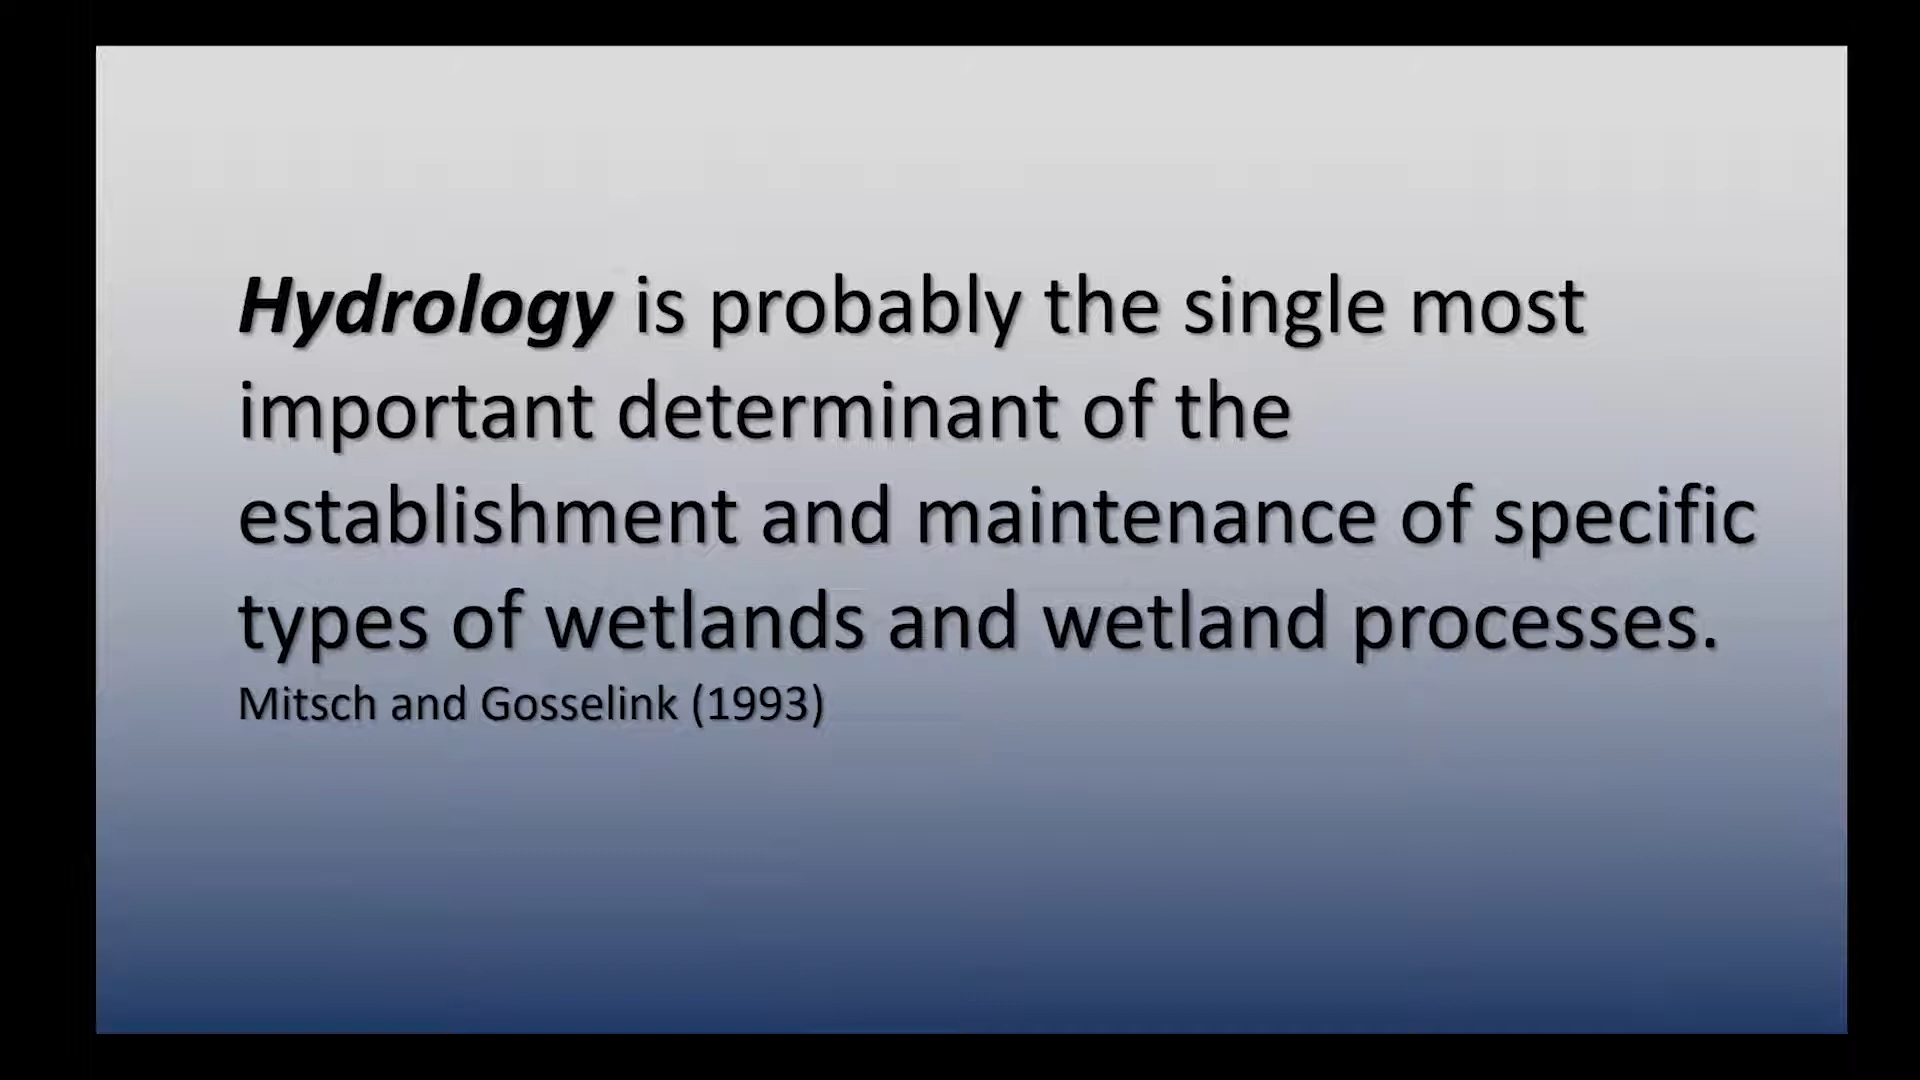 Hydrology is probably the single most
important determinant of the
establishment and maintenance of specific
types of wetlands and wetland processes.
Mitsch and Gosselink (1993)